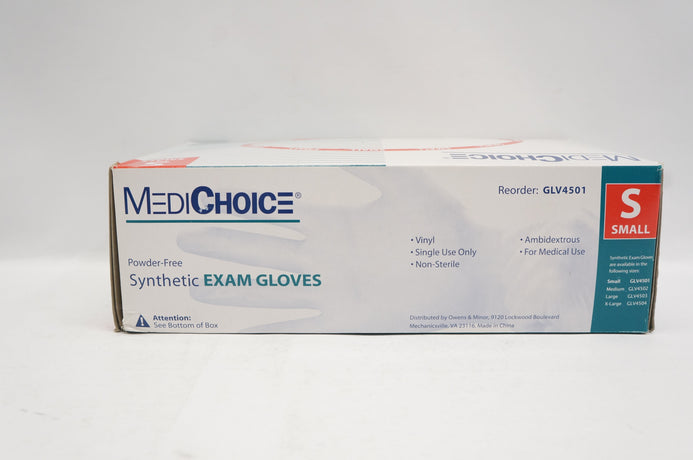 MEDICHOICE
MEDICHOICE®
Reorder: GLV4501
S
SMALL
• Vinyl
• Single Use Only
• Non-Sterile
• Ambidextrous
• For Medical Use
Powder-Free
Synthetic EXAM GLOVES
Synthetic Exam Gloves
are available in the
following sizes:
Small GLV4501
Medium GLV4502
Large GLV4503
X-Large GLV4504
Attention:
See Bottom of Box
Distributed by Owens & Minor, 9120 Lockwood Boulevard
Mechanicsville, VA 23116. Made in China